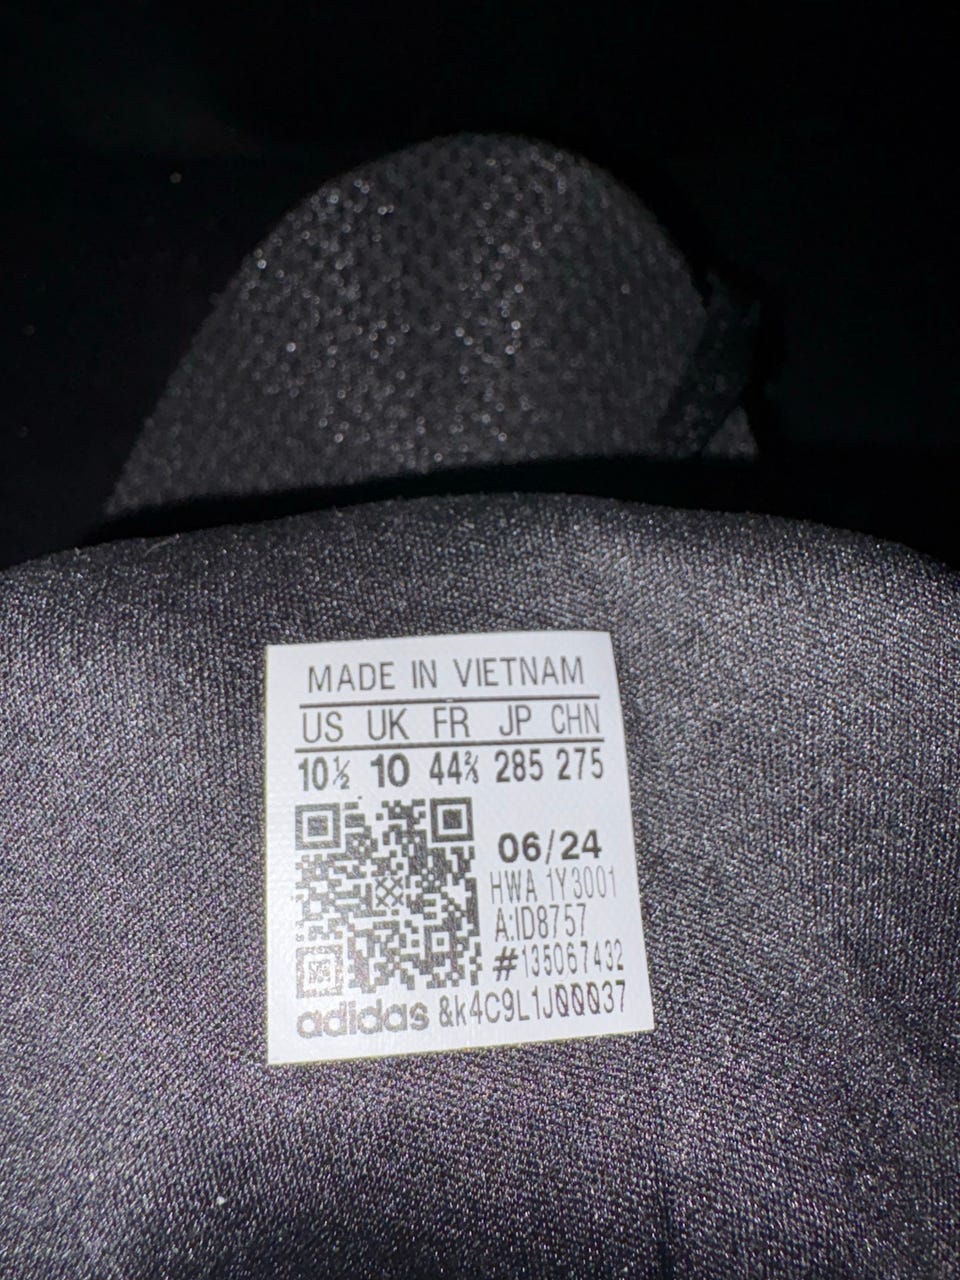 MADE IN VIETNAM
US UK FR JP CHN
10½ 10 44⅔ 285 275
06/24
HWA 1Y3001
A:ID8757
#135067432
adidas &k4C9L1JQQQ37